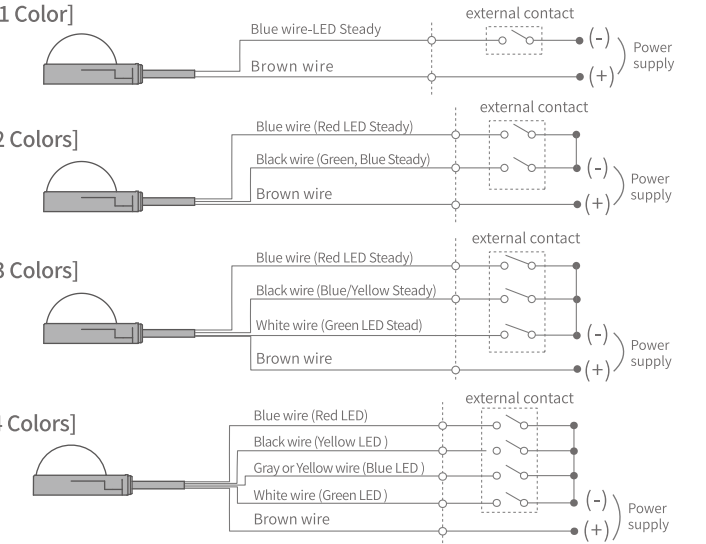 1 Color]
external contact
Blue wire-LED Steady
(-)
Power
supply
Brown wire
(+)
external contact
2 Colors]
Blue wire (Red LED Steady)
Black wire (Green, Blue Steady)
(-)
Power
supply
Brown wire
(+)
external contact
3 Colors]
Blue wire (Red LED Steady)
Black wire (Blue/Yellow Steady)
White wire (Green LED Stead)
(-)
Power
supply
Brown wire
(+)
external contact
4 Colors]
Blue wire (Red LED)
Black wire (Yellow LED )
Gray or Yellow wire (Blue LED )
White wire (Green LED )
(-)
Power
supply
Brown wire
(+)